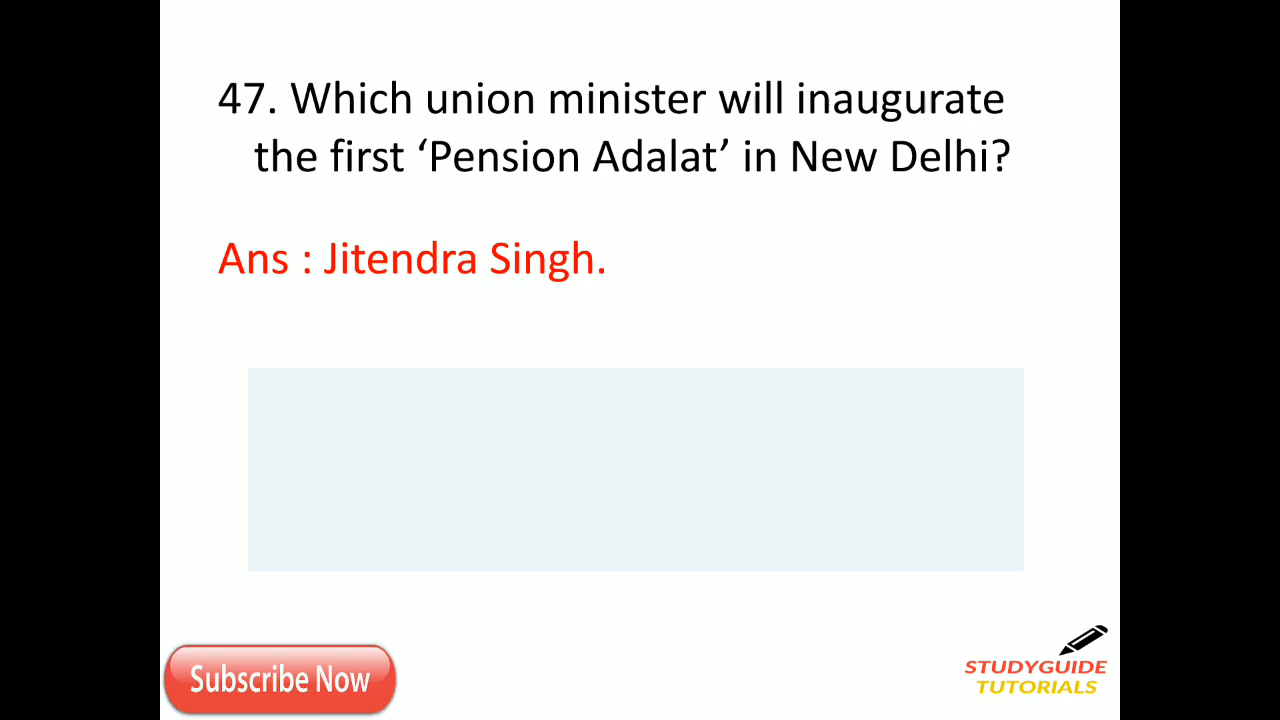 47. Which union minister will inaugurate
the first ‘Pension Adalat’ in New Delhi?
Ans : Jitendra Singh.
Subscribe Now
STUDYGUIDE
TUTORIALS